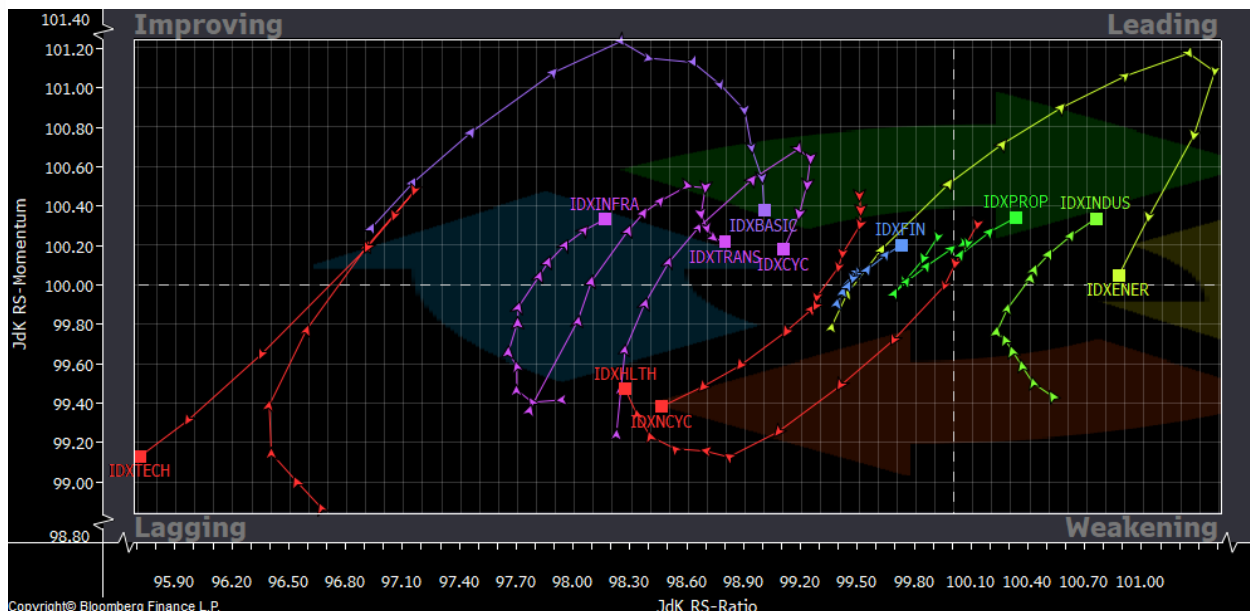 101.40
Improving
Leading
101.20
101.00
100.80
100.60
100.40
100.20
100.00
99.80
99.60
99.40
99.20
99.00
98.80
JdK RS-Momentum
IDXINFRA
IDXBASIC
IDXTRANS
IDXCYC
IDXFIN
IDXPROP
IDXINDUS
IDXENER
IDXHLTH
IDXNCYC
IDXTECH
Lagging
Weakening
95.90 96.20 96.50 96.80 97.10 97.40 97.70 98.00 98.30 98.60 98.90 99.20 99.50 99.80 100.10 100.40 100.70 101.00
JdK RS-Ratio
Copyright© Bloomberg Finance L.P.